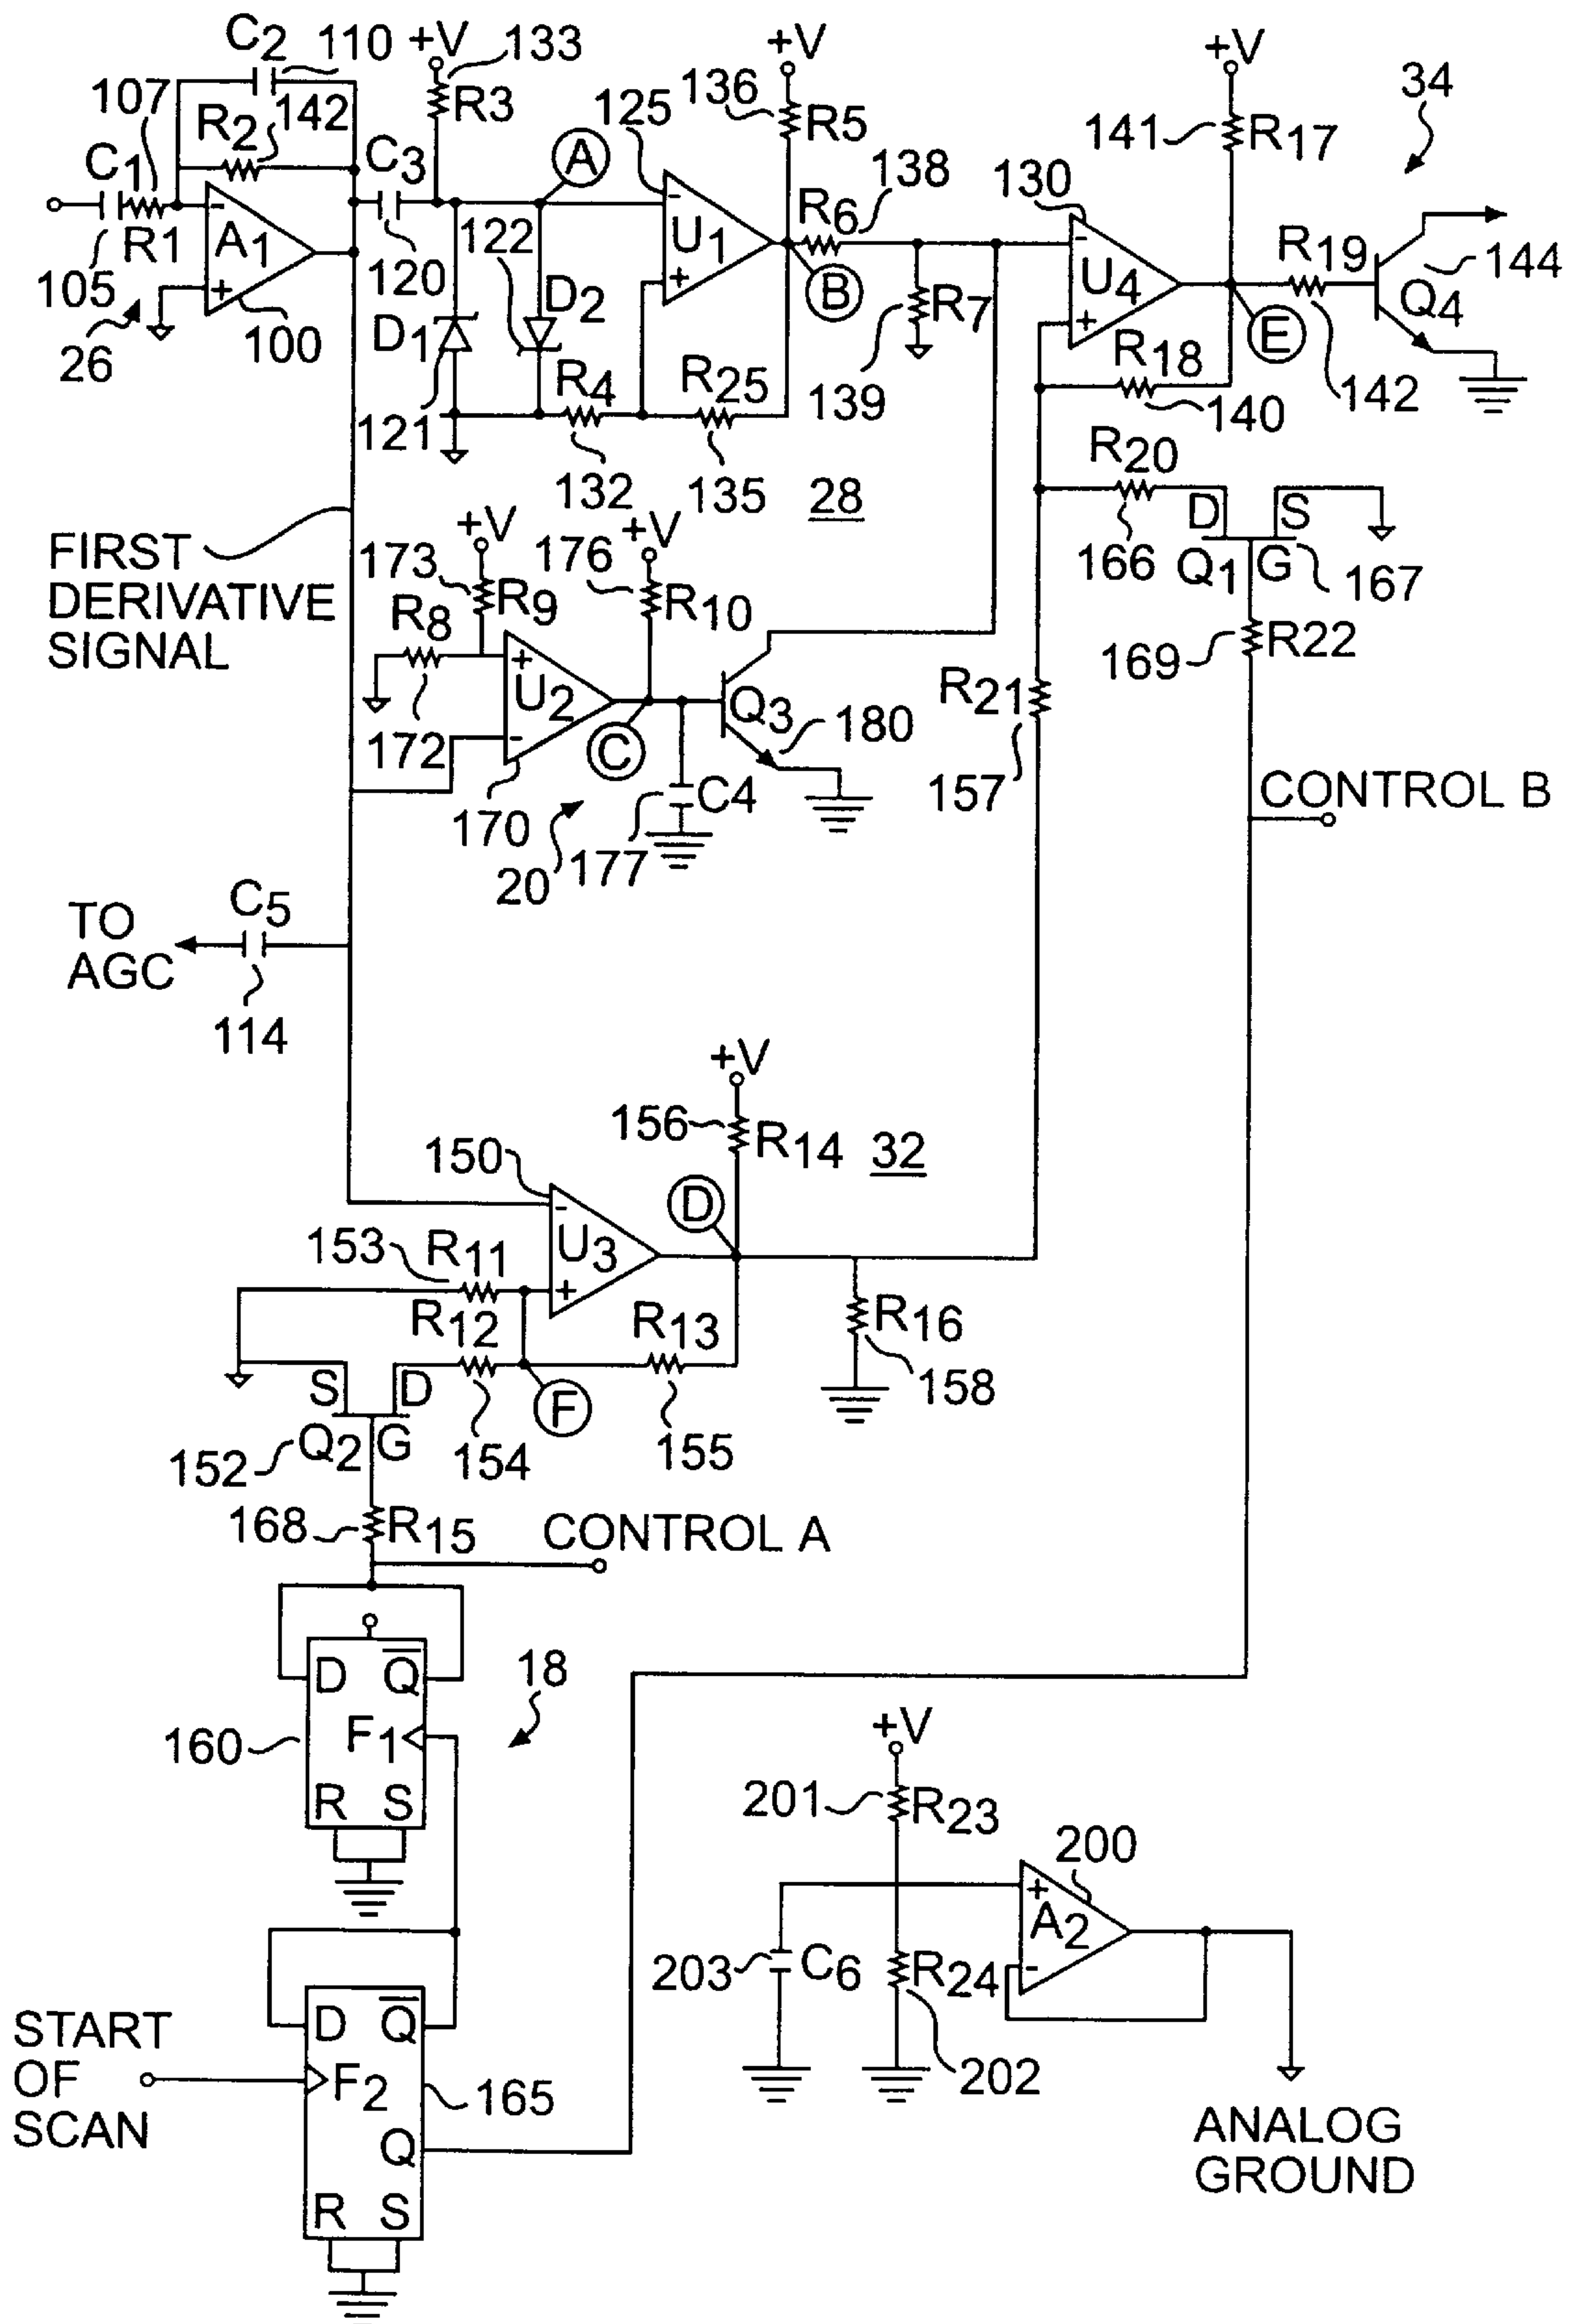 C2 110
+V 133
+V
+V
107
R2 142
R3
125
136
R5
34
C1
C3
A
141 R17
138
130
- A1 +
R1
105
120
122
- U1 +
R6
- U4 +
R19
144
26
100
D1
D2
B
R7
E
Q4
121
R4
R25
139
R18
142
132
135
140
28
R20
FIRST
DERIVATIVE
SIGNAL
+V
+V
173
176
D S
166
Q1 G
167
R8
R9
R10
R22
169
+ U2 -
Q3
R21
172
C
180
C4
157
CONTROL B
170
20
177
TO
AGC
C5
114
+V
156
R14
32
150
D
- U3 +
153
R11
R12
R13
R16
S D
F
158
Q2 G
152
154
155
168
R15
CONTROL A
D Q
18
160
F1
+V
R S
201
R23
200
+ A2 -
203
C6
R24
START
OF
SCAN
D Q
F2
165
202
Q
ANALOG
GROUND
R S